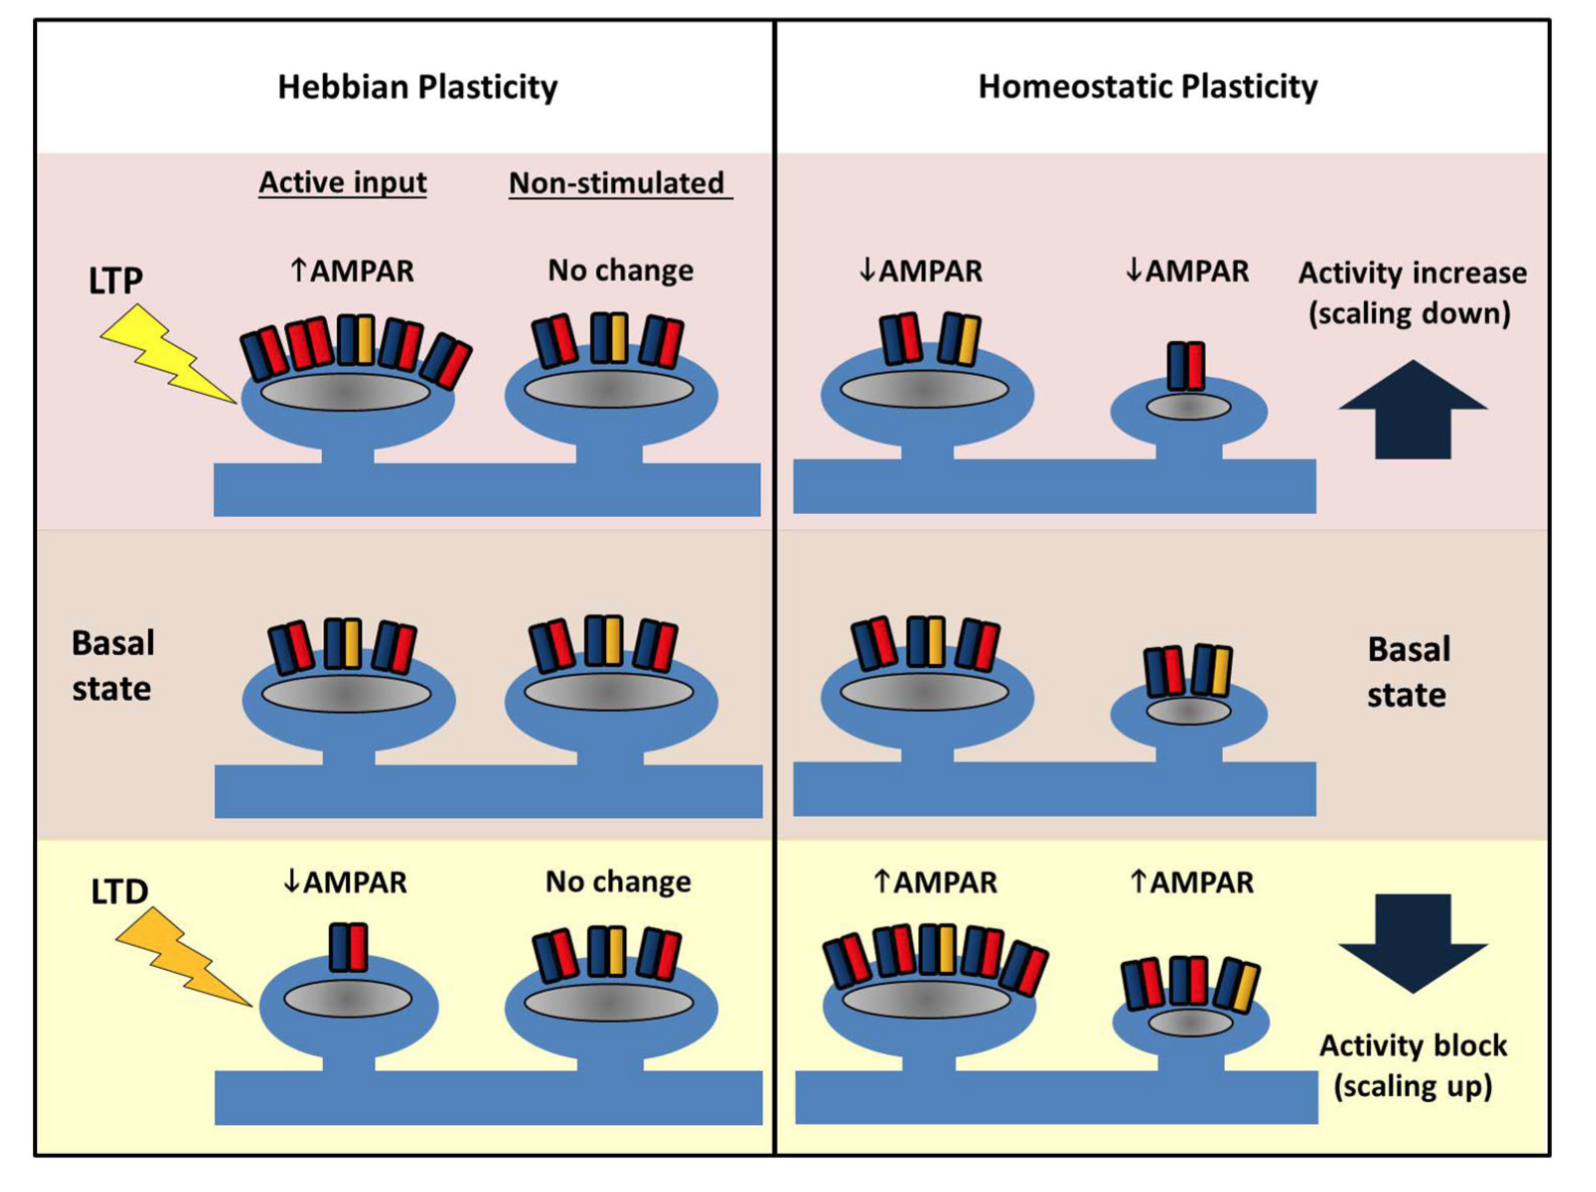 Hebbian Plasticity
Homeostatic Plasticity
Active input
Non-stimulated
LTP
↑AMPAR
No change
↓AMPAR
↓AMPAR
Activity increase
(scaling down)
Basal
state
Basal
state
LTD
↓AMPAR
No change
↑AMPAR
↑AMPAR
Activity block
(scaling up)